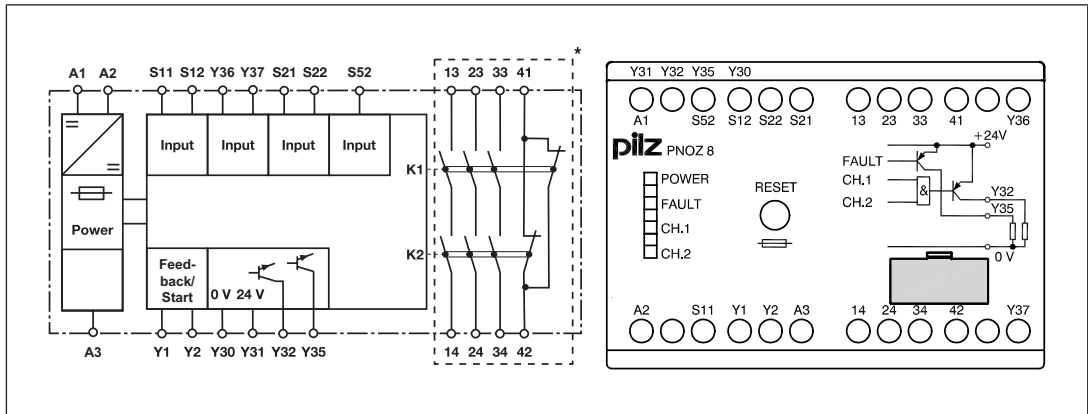 *
A1 A2 S11 S12 Y36 Y37 S21 S22 S52 13 23 33 41
=
=
Input Input Input Input
Power
K1
K2
Feed-
back/
Start
0 V 24 V
A3 Y1 Y2 Y30 Y31 Y32 Y35 14 24 34 42
Y31 Y32 Y35 Y30
A1 S52 S12 S22 S21 13 23 33 41 Y36
pilz PNOZ 8
POWER
FAULT
CH.1
CH.2
RESET
+24V
FAULT
CH.1
&
CH.2
Y32
Y35
0 V
A2 S11 Y1 Y2 A3 14 24 34 42 Y37